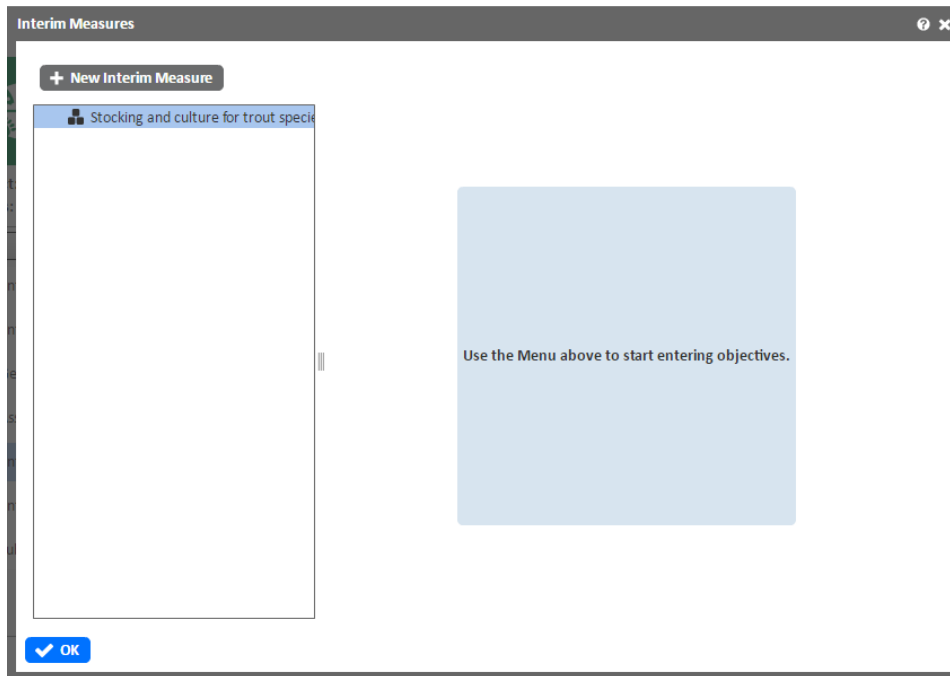 Interim Measures
New Interim Measure
Stocking and culture for trout specie
Use the Menu above to start entering objectives.
OK